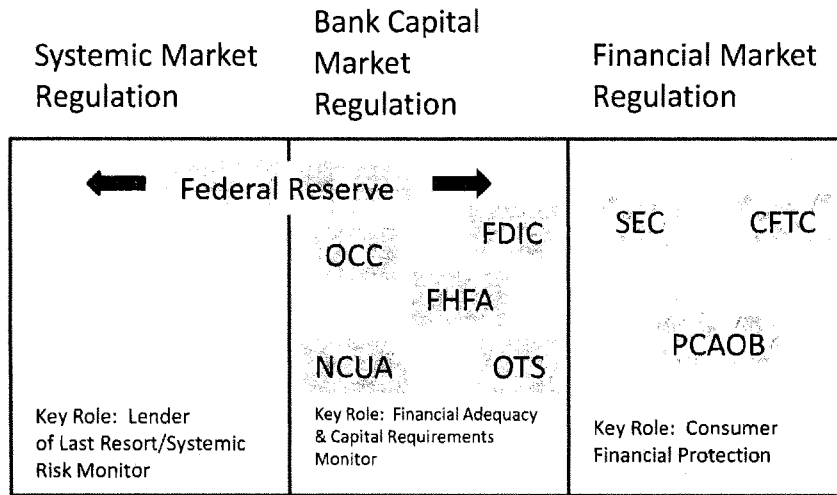 Systemic Market
Regulation
Bank Capital
Market
Regulation
Financial Market
Regulation
Federal Reserve
OCC
FDIC
FHFA
NCUA
OTS
SEC
CFTC
PCAOB
Key Role: Lender
of Last Resort/Systemic
Risk Monitor
Key Role: Financial Adequacy
& Capital Requirements
Monitor
Key Role: Consumer
Financial Protection